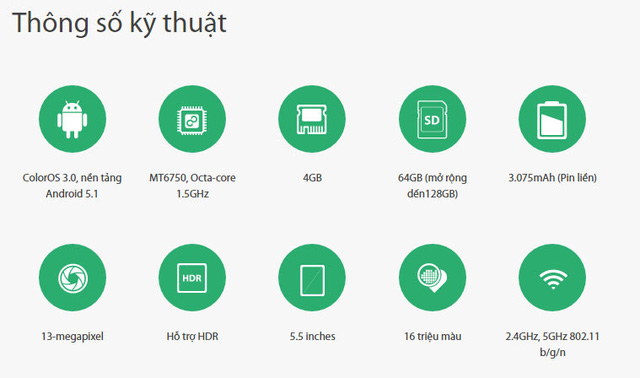 Thông số kỹ thuật
SD
ColorOS 3.0, nền tảng
Android 5.1
MT6750, Octa-core
1.5GHz
4GB
64GB (mở rộng
đến128GB)
3.075mAh (Pin liền)
HDR
13-megapixel
Hỗ trợ HDR
5.5 inches
16 triệu màu
2.4GHz, 5GHz 802.11
b/g/n